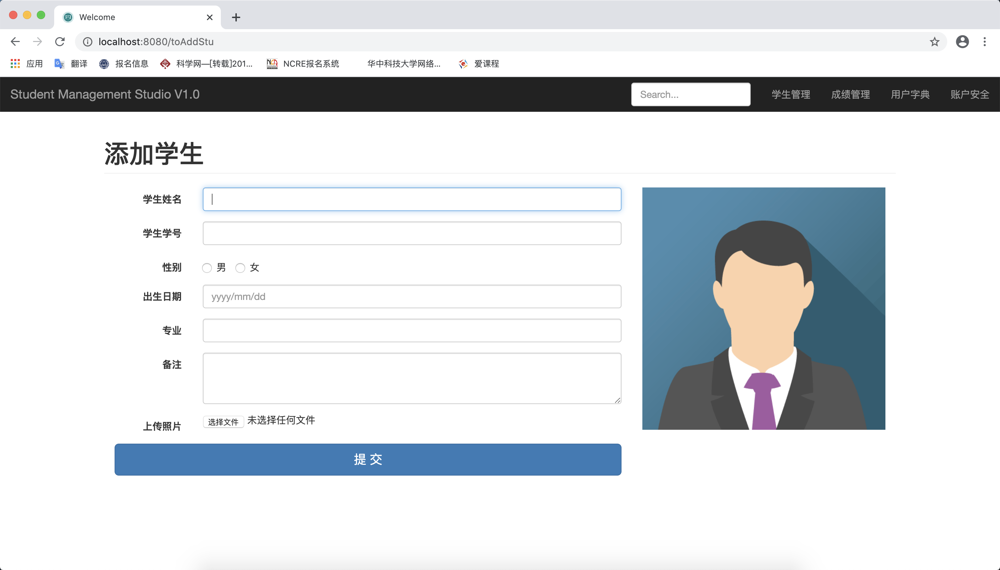 Welcome
localhost:8080/toAddStu
应用 翻译 报名信息 科学网—[转载]201... NCRE报名系统 华中科技大学网络... 爱课程
Student Management Studio V1.0 Search... 学生管理 成绩管理 用户字典 账户安全
添加学生
学生姓名
学生学号
性别 男 女
出生日期 yyyy/mm/dd
专业
备注
上传照片 选择文件 未选择任何文件
提 交